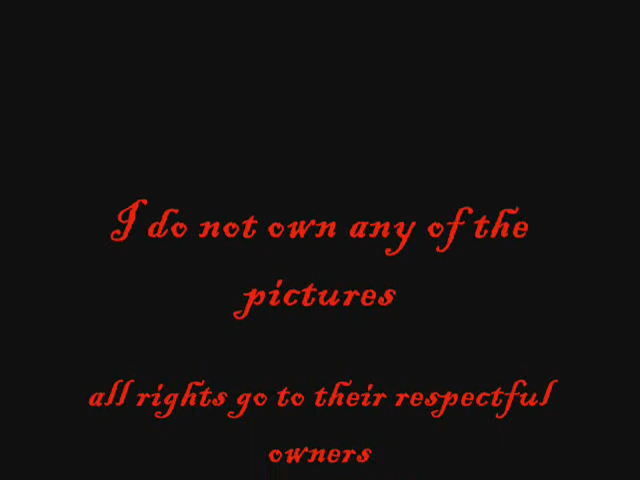 I do not own any of the
pictures
all rights go to their respectful
owners